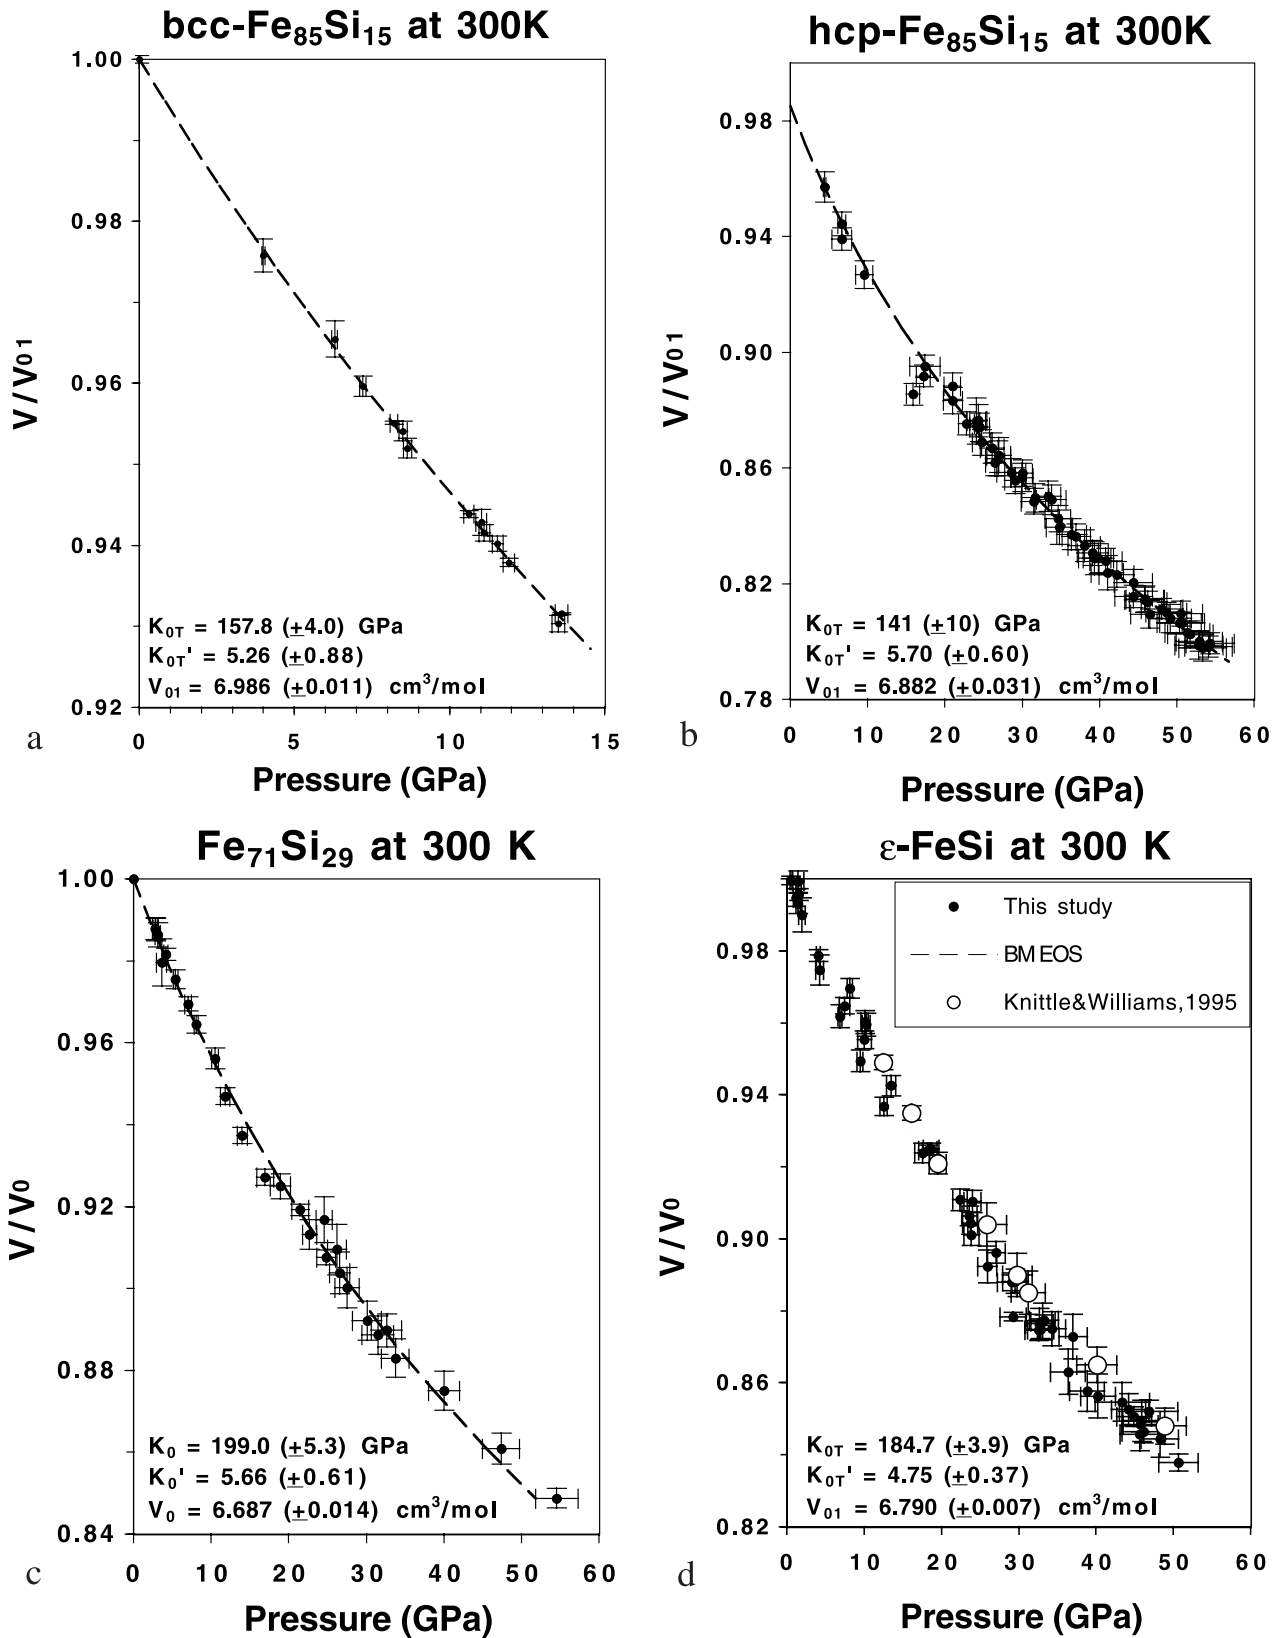 bcc-Fe₈₅Si₁₅ at 300K
1.00
0.98
0.96
0.94
0.92
V/V₀₁
K₀T = 157.8 (±4.0) GPa
K₀T' = 5.26 (±0.88)
V₀₁ = 6.986 (±0.011) cm³/mol
0 5 10 15
Pressure (GPa)
a
hcp-Fe₈₅Si₁₅ at 300K
0.98
0.94
0.90
0.86
0.82
0.78
V/V₀₁
K₀T = 141 (±10) GPa
K₀T' = 5.70 (±0.60)
V₀₁ = 6.882 (±0.031) cm³/mol
0 10 20 30 40 50 60
Pressure (GPa)
b
Fe₇₁Si₂₉ at 300 K
1.00
0.96
0.92
0.88
0.84
V/V₀
K₀ = 199.0 (±5.3) GPa
K₀' = 5.66 (±0.61)
V₀ = 6.687 (±0.014) cm³/mol
0 10 20 30 40 50 60
Pressure (GPa)
c
ε-FeSi at 300 K
This study
BM EOS
Knittle&Williams,1995
0.98
0.94
0.90
0.86
0.82
V/V₀
K₀T = 184.7 (±3.9) GPa
K₀T' = 4.75 (±0.37)
V₀₁ = 6.790 (±0.007) cm³/mol
0 10 20 30 40 50 60
Pressure (GPa)
d